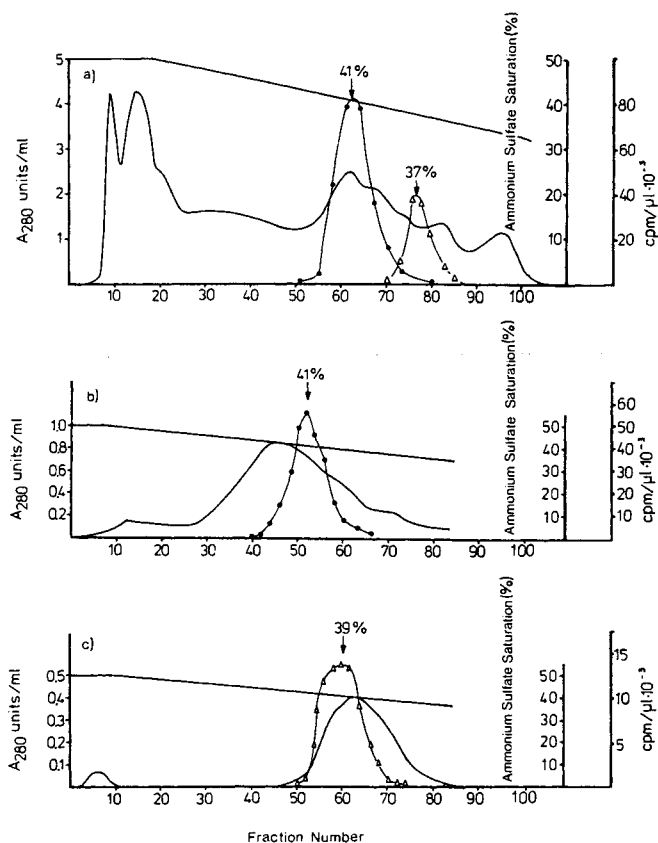 a)
41%
37%
5
4
3
2
1
A280 units/ml
10 20 30 40 50 60 70 80 90 100
Ammonium Sulfate Saturation(%)
50
40
30
20
10
cpm/µl·10⁻³
80
60
40
20
b)
41%
1.0
0.8
0.6
0.4
0.2
A280 units/ml
10 20 30 40 50 60 70 80 90 100
Ammonium Sulfate Saturation(%)
50
40
30
20
10
cpm/µl·10⁻³
60
50
40
30
20
10
c)
39%
0.5
0.4
0.3
0.2
0.1
A280 units/ml
10 20 30 40 50 60 70 80 90 100
Ammonium Sulfate Saturation(%)
50
40
30
20
10
cpm/µl·10⁻³
15
10
5
Fraction Number